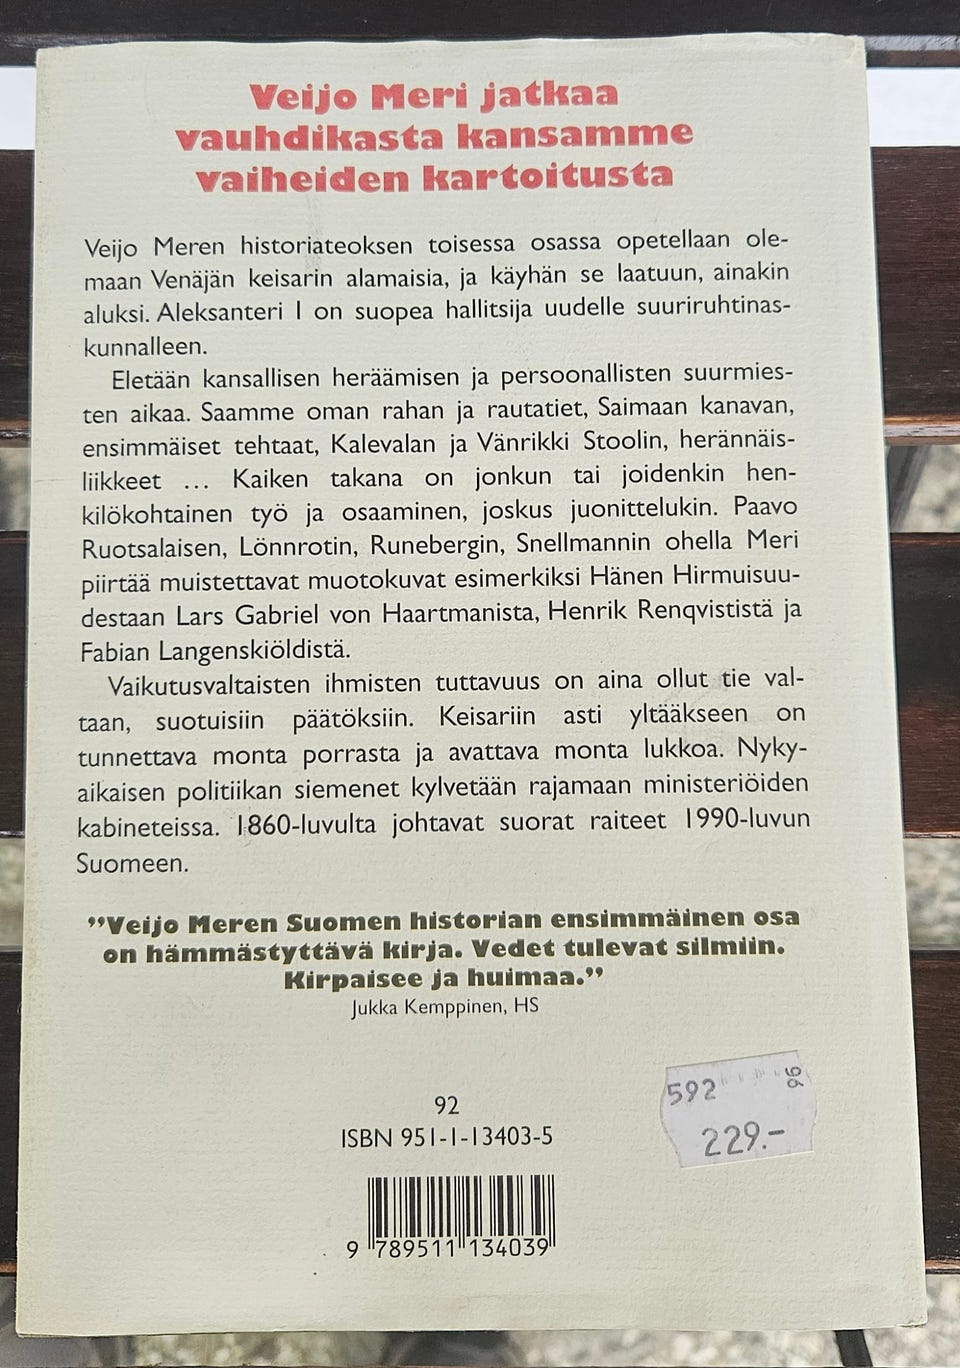 Veijo Meri jatkaa
vauhdikasta kansamme
vaiheiden kartoitusta
Veijo Meren historiateoksen toisessa osassa opetellaan ole-
maan Venäjän keisarin alamaisia, ja käyhän se laatuun, ainakin
aluksi. Aleksanteri I on suopea hallitsija uudelle suuriruhtinas-
kunnalleen.
Eletään kansallisen heräämisen ja persoonallisten suurmies-
ten aikaa. Saamme oman rahan ja rautatiet, Saimaan kanavan,
ensimmäiset tehtaat, Kalevalan ja Vänrikki Stoolin, herännäis-
liikkeet ... Kaiken takana on jonkun tai joidenkin hen-
kilökohtainen työ ja osaaminen, joskus juonittelukin. Paavo
Ruotsalaisen, Lönnrotin, Runebergin, Snellmannin ohella Meri
piirtää muistettavat muotokuvat esimerkiksi Hänen Hirmuisuu-
destaan Lars Gabriel von Haartmanista, Henrik Renqvististä ja
Fabian Langenskiöldistä.
Vaikutusvaltaisten ihmisten tuttavuus on aina ollut tie val-
taan, suotuisiin päätöksiin. Keisariin asti yltääkseen on
tunnettava monta porrasta ja avattava monta lukkoa. Nyky-
aikaisen politiikan siemenet kylvetään rajamaan ministeriöiden
kabineteissa. 1860-luvulta johtavat suorat raiteet 1990-luvun
Suomeen.
”Veijo Meren Suomen historian ensimmäinen osa
on hämmästyttävä kirja. Vedet tulevat silmiin.
Kirpaisee ja huimaa.”
Jukka Kemppinen, HS
592 96
229.-
92
ISBN 951-1-13403-5
9 789511 134039